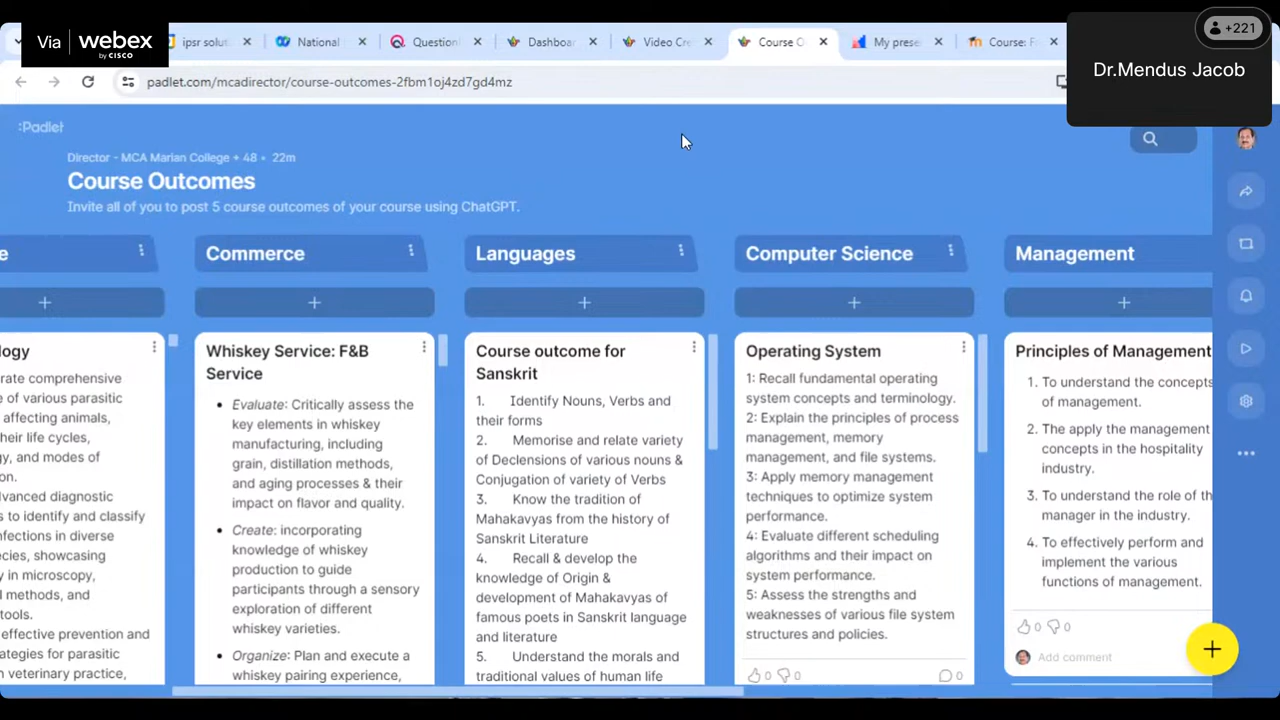 Via webex
by CISCO
ipsr solut
National
Question
Dashboa
Video Cre
Course O
My prese
Course: F
+221
Dr.Mendus Jacob
padlet.com/mcadirector/course-outcomes-2fbm1oj4zd7gd4mz
:Padlet
Director - MCA Marian College + 48 • 22m
Course Outcomes
Invite all of you to post 5 course outcomes of your course using ChatGPT.
e
logy
rate comprehensive
e of various parasitic
affecting animals,
heir life cycles,
gy, and modes of
on.
dvanced diagnostic
s to identify and classify
nfections in diverse
ecies, showcasing
y in microscopy,
l methods, and
tools.
effective prevention and
ategies for parasitic
n veterinary practice,
Commerce
Whiskey Service: F&B
Service
• Evaluate: Critically assess the
key elements in whiskey
manufacturing, including
grain, distillation methods,
and aging processes & their
impact on flavor and quality.
• Create: incorporating
knowledge of whiskey
production to guide
participants through a sensory
exploration of different
whiskey varieties.
• Organize: Plan and execute a
whiskey pairing experience,
Languages
Course outcome for
Sanskrit
1. Identify Nouns, Verbs and
their forms
2. Memorise and relate variety
of Declensions of various nouns &
Conjugation of variety of Verbs
3. Know the tradition of
Mahakavyas from the history of
Sanskrit Literature
4. Recall & develop the
knowledge of Origin &
development of Mahakavyas of
famous poets in Sanskrit language
and literature
5. Understand the morals and
traditional values of human life
Computer Science
Operating System
1: Recall fundamental operating
system concepts and terminology.
2: Explain the principles of process
management, memory
management, and file systems.
3: Apply memory management
techniques to optimize system
performance.
4: Evaluate different scheduling
algorithms and their impact on
system performance.
5: Assess the strengths and
weaknesses of various file system
structures and policies.
0 0 0
Management
Principles of Management
1. To understand the concepts
of management.
2. The apply the management
concepts in the hospitality
industry.
3. To understand the role of th
manager in the industry.
4. To effectively perform and
implement the various
functions of management.
0 0
Add comment